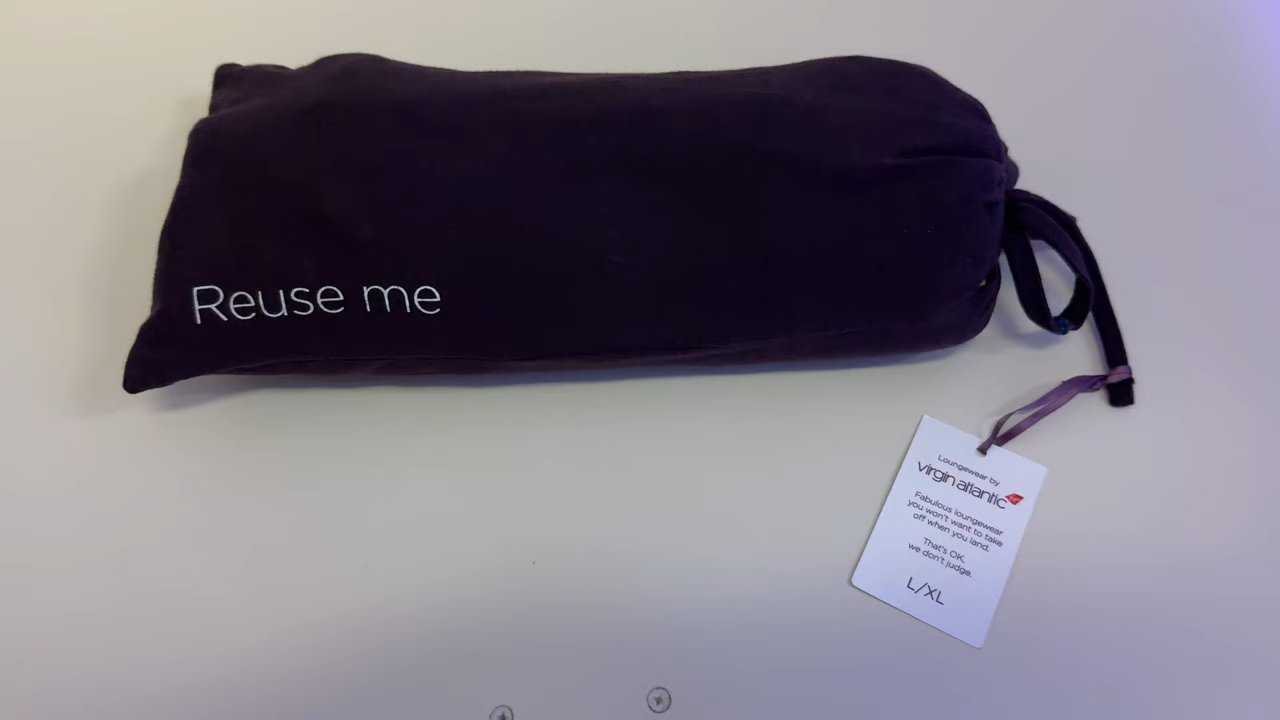 Reuse me
Loungewear by
virgin atlantic
Fabulous loungewear
you won't want to take
off when you land.
That's OK,
we don't judge.
L/XL